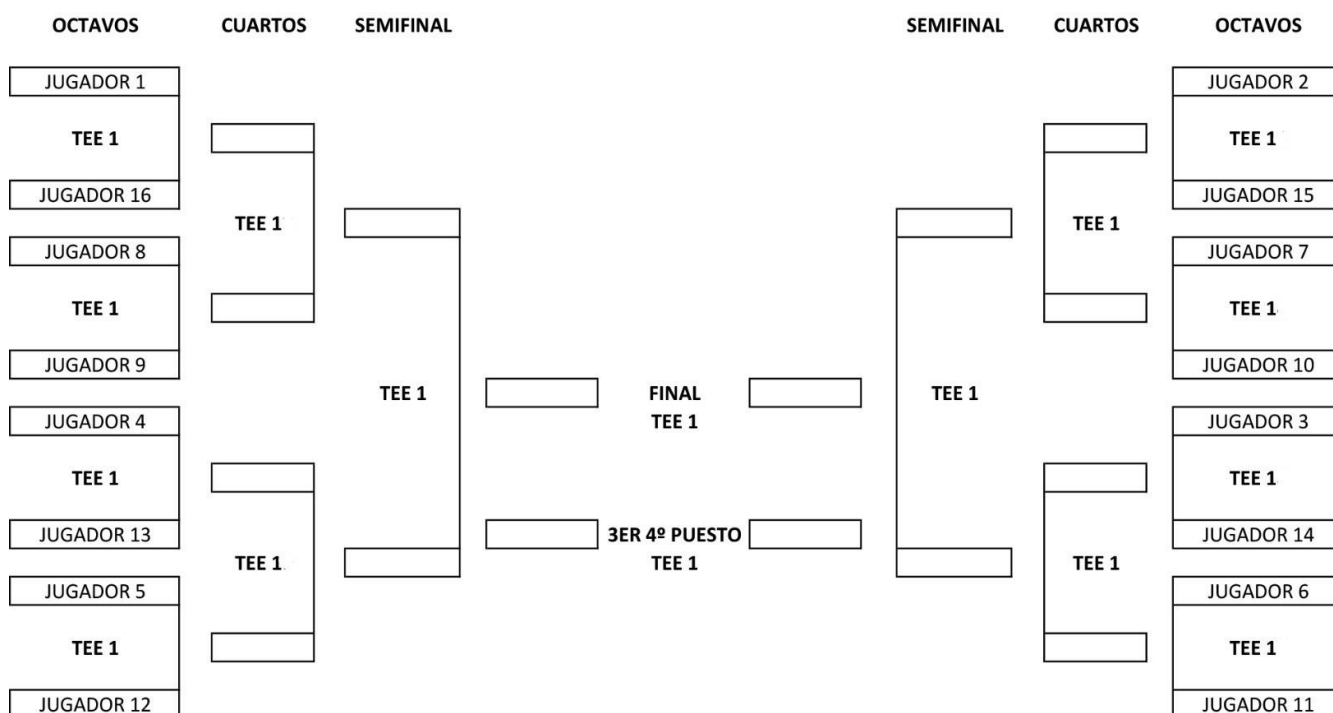 OCTAVOS CUARTOS SEMIFINAL SEMIFINAL CUARTOS OCTAVOS
JUGADOR 1 JUGADOR 2
TEE 1 TEE 1
JUGADOR 16 JUGADOR 15
TEE 1 TEE 1
JUGADOR 8 JUGADOR 7
TEE 1 TEE 1
JUGADOR 9 JUGADOR 10
TEE 1 FINAL TEE 1
JUGADOR 4 TEE 1 JUGADOR 3
TEE 1 TEE 1
JUGADOR 13 3ER 4º PUESTO JUGADOR 14
TEE 1 TEE 1 TEE 1
JUGADOR 5 JUGADOR 6
TEE 1 TEE 1
JUGADOR 12 JUGADOR 11